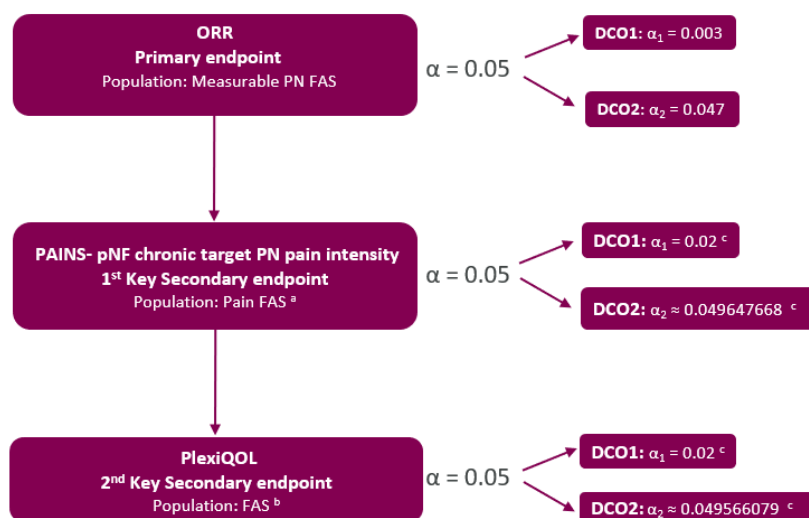 ORR
Primary endpoint
Population: Measurable PN FAS
α = 0.05
DCO1: α₁ = 0.003
DCO2: α₂ = 0.047
PAINS- pNF chronic target PN pain intensity
1st Key Secondary endpoint
Population: Pain FAS a
α = 0.05
DCO1: α₁ = 0.02 c
DCO2: α₂ ≈ 0.049647668 c
PlexiQOL
2nd Key Secondary endpoint
Population: FAS b
α = 0.05
DCO1: α₁ = 0.02 c
DCO2: α₂ ≈ 0.049566079 c